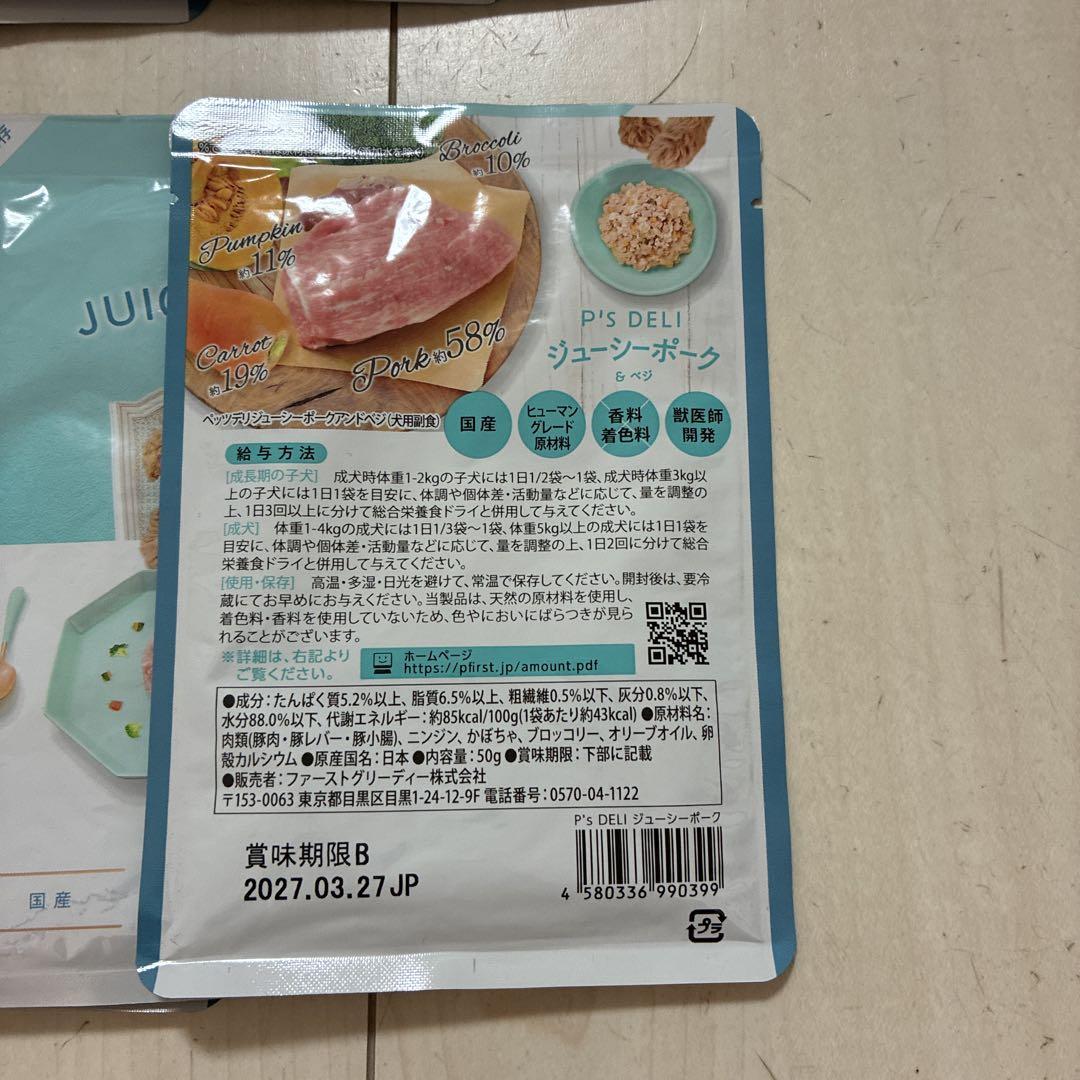 存
JUIC
国産
Broccoli
約10%
Pumpkin
約11%
Carrot
約19%
Pork約58%
P'S DELI
ジューシーポーク
& ベジ
ペッツデリジューシーポークアンドベジ(犬用副食)
国産
ヒューマン
グレード
原材料
香料
着色料
獣医師
開発
給与方法
[成長期の子犬] 成犬時体重1-2kgの子犬には1日1/2袋〜1袋、成犬時体重3kg以
上の子犬には1日1袋を目安に、体調や個体差・活動量などに応じて、量を調整の
上、1日3回以上に分けて総合栄養食ドライと併用して与えてください。
[成犬] 体重1-4kgの成犬には1日1/3袋〜1袋、体重5kg以上の成犬には1日1袋を
目安に、体調や個体差・活動量などに応じて、量を調整の上、1日2回に分けて総合
栄養食ドライと併用して与えてください。
[使用・保存] 高温・多湿・日光を避けて、常温で保存してください。開封後は、要冷
蔵にてお早めにお与えください。当製品は、天然の原材料を使用し、
着色料・香料を使用していないため、色やにおいにばらつきが見ら
れることがございます。
※詳細は、右記より
ご覧ください。
ホームページ
https://pfirst.jp/amount.pdf
●成分:たんぱく質5.2%以上、脂質6.5%以上、粗繊維0.5%以下、灰分0.8%以下、
水分88.0%以下、代謝エネルギー:約85kcal/100g(1袋あたり約43kcal) ●原材料名:
肉類(豚肉・豚レバー・豚小腸)、ニンジン、かぼちゃ、ブロッコリー、オリーブオイル、卵
殻カルシウム ●原産国名:日本 ●内容量:50g ●賞味期限:下部に記載
●販売者:ファーストグリーディー株式会社
〒153-0063 東京都目黒区目黒1-24-12-9F 電話番号:0570-04-1122
P's DELI ジューシーポーク
賞味期限B
2027.03.27JP
4 580336 990399
プラ